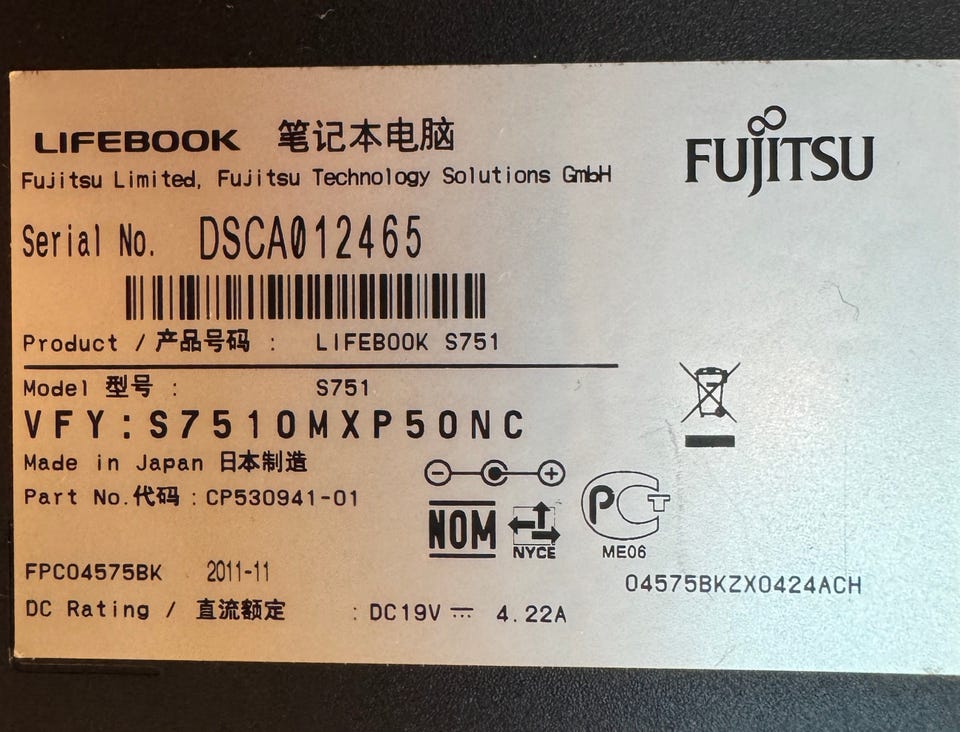 LIFEBOOK 笔记本电脑
FUJITSU
Fujitsu Limited, Fujitsu Technology Solutions GmbH
Serial No. DSCA012465
Product / 产品号码 : LIFEBOOK S751
Model 型号 : S751
VFY:S7510MXP50NC
Made in Japan 日本制造
Part No.代码 : CP530941-01
NOM
NYCE
PCT
ME06
FPC04575BK 2011-11
04575BKZX0424ACH
DC Rating / 直流额定 : DC19V ⎓ 4.22A